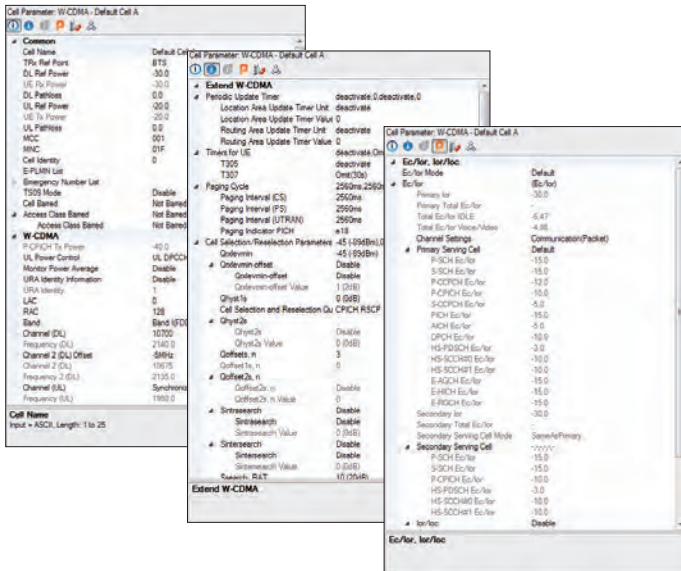 Cell Parameter: W-CDMA - Default Cell A
Common
Cell Name Default Cell
TRx Ref Point BTS
DL Ref Power -30.0
UE Rx Power -30.0
DL Pathloss 0.0
UL Ref Power -20.0
UE Tx Power -20.0
UL Pathloss 0.0
MCC 001
MNC 01F
Cell Identity 0
E-PLMN List
Emergency Number List
TS09 Mode Disable
Cell Barred Not Barred
Access Class Barred Not Barred
Access Class Barred Not Barred
W-CDMA
P-CPICH Tx Power -40.0
UL Power Control UL DPCCH
Monitor Power Average Disable
URA Identity Information Disable
URA Identity 1
LAC 0
RAC 128
Band Band I(FD
Channel (DL) 10700
Frequency (DL) 2140.0
Channel 2 (DL) Offset -5MHz
Channel 2 (DL) 10675
Frequency 2 (DL) 2135.0
Channel (UL) Synchroniz
Frequency (UL) 1950.0
Cell Name
Input = ASCII, Length: 1 to 25
Cell Parameter: W-CDMA - Default Cell A
Extend W-CDMA
Periodic Update Timer deactivate,0,deactivate,0
Location Area Update Timer Unit deactivate
Location Area Update Timer Value 0
Routing Area Update Timer Unit deactivate
Routing Area Update Timer Value 0
Timers for UE deactivate,Om
T305 deactivate
T307 Omit(30s)
Paging Cycle 2560ms,2560
Paging Interval (CS) 2560ms
Paging Interval (PS) 2560ms
Paging Interval (UTRAN) 2560ms
Paging Indicator PICH e18
Cell Selection/Reselection Parameters -45 (-89dBm),0
Qrxlevmin -45 (-89dBm)
Qrxlevmin-offset Disable
Qrxlevmin-offset Disable
Qrxlevmin-offset Value 1 (2dB)
Qhyst1s 0 (0dB)
Cell Selection and Reselection Qu CPICH RSCP
Qhyst2s
Qhyst2s Disable
Qhyst2s Value 0 (0dB)
Qoffsets, n 3
Qoffset1s, n 0
Qoffset2s, n
Qoffset2s, n Disable
Qoffset2s, n Value 0
Sintrasearch Disable
Sintrasearch Disable
Sintrasearch Value 0 (0dB)
Sintersearch Disable
Sintersearch Disable
Sintersearch Value 0 (0dB)
Ssearch, RAT 10 (20dB)
Extend W-CDMA
Cell Parameter: W-CDMA - Default Cell A
Ec/Ior, Ior/Ioc
Ec/Ior Mode Default
Ec/Ior (Ec/Ior)
Primary Ior -30.0
Primary Total Ec/Ior -
Total Ec/Ior IDLE -6.47
Total Ec/Ior Voice/Video -4.88
Channel Settings Communication(Packet)
Primary Serving Cell Default
P-SCH Ec/Ior -15.0
S-SCH Ec/Ior -15.0
P-CCPCH Ec/Ior -12.0
P-CPICH Ec/Ior -10.0
S-CCPCH Ec/Ior -5.0
PICH Ec/Ior -15.0
AICH Ec/Ior -5.0
DPCH Ec/Ior -10.0
HS-PDSCH Ec/Ior -3.0
HS-SCCH#0 Ec/Ior -10.0
HS-SCCH#1 Ec/Ior -10.0
E-AGCH Ec/Ior -15.0
E-HICH Ec/Ior -15.0
E-RGCH Ec/Ior -15.0
Secondary Ior -30.0
Secondary Total Ec/Ior -
Secondary Serving Cell Mode SameAsPrimary
Secondary Serving Cell
P-SCH Ec/Ior -15.0
S-SCH Ec/Ior -15.0
P-CPICH Ec/Ior -10.0
HS-PDSCH Ec/Ior -3.0
HS-SCCH#0 Ec/Ior -10.0
HS-SCCH#1 Ec/Ior -10.0
Ior/Ioc Disable
Ec/Ior, Ior/Ioc